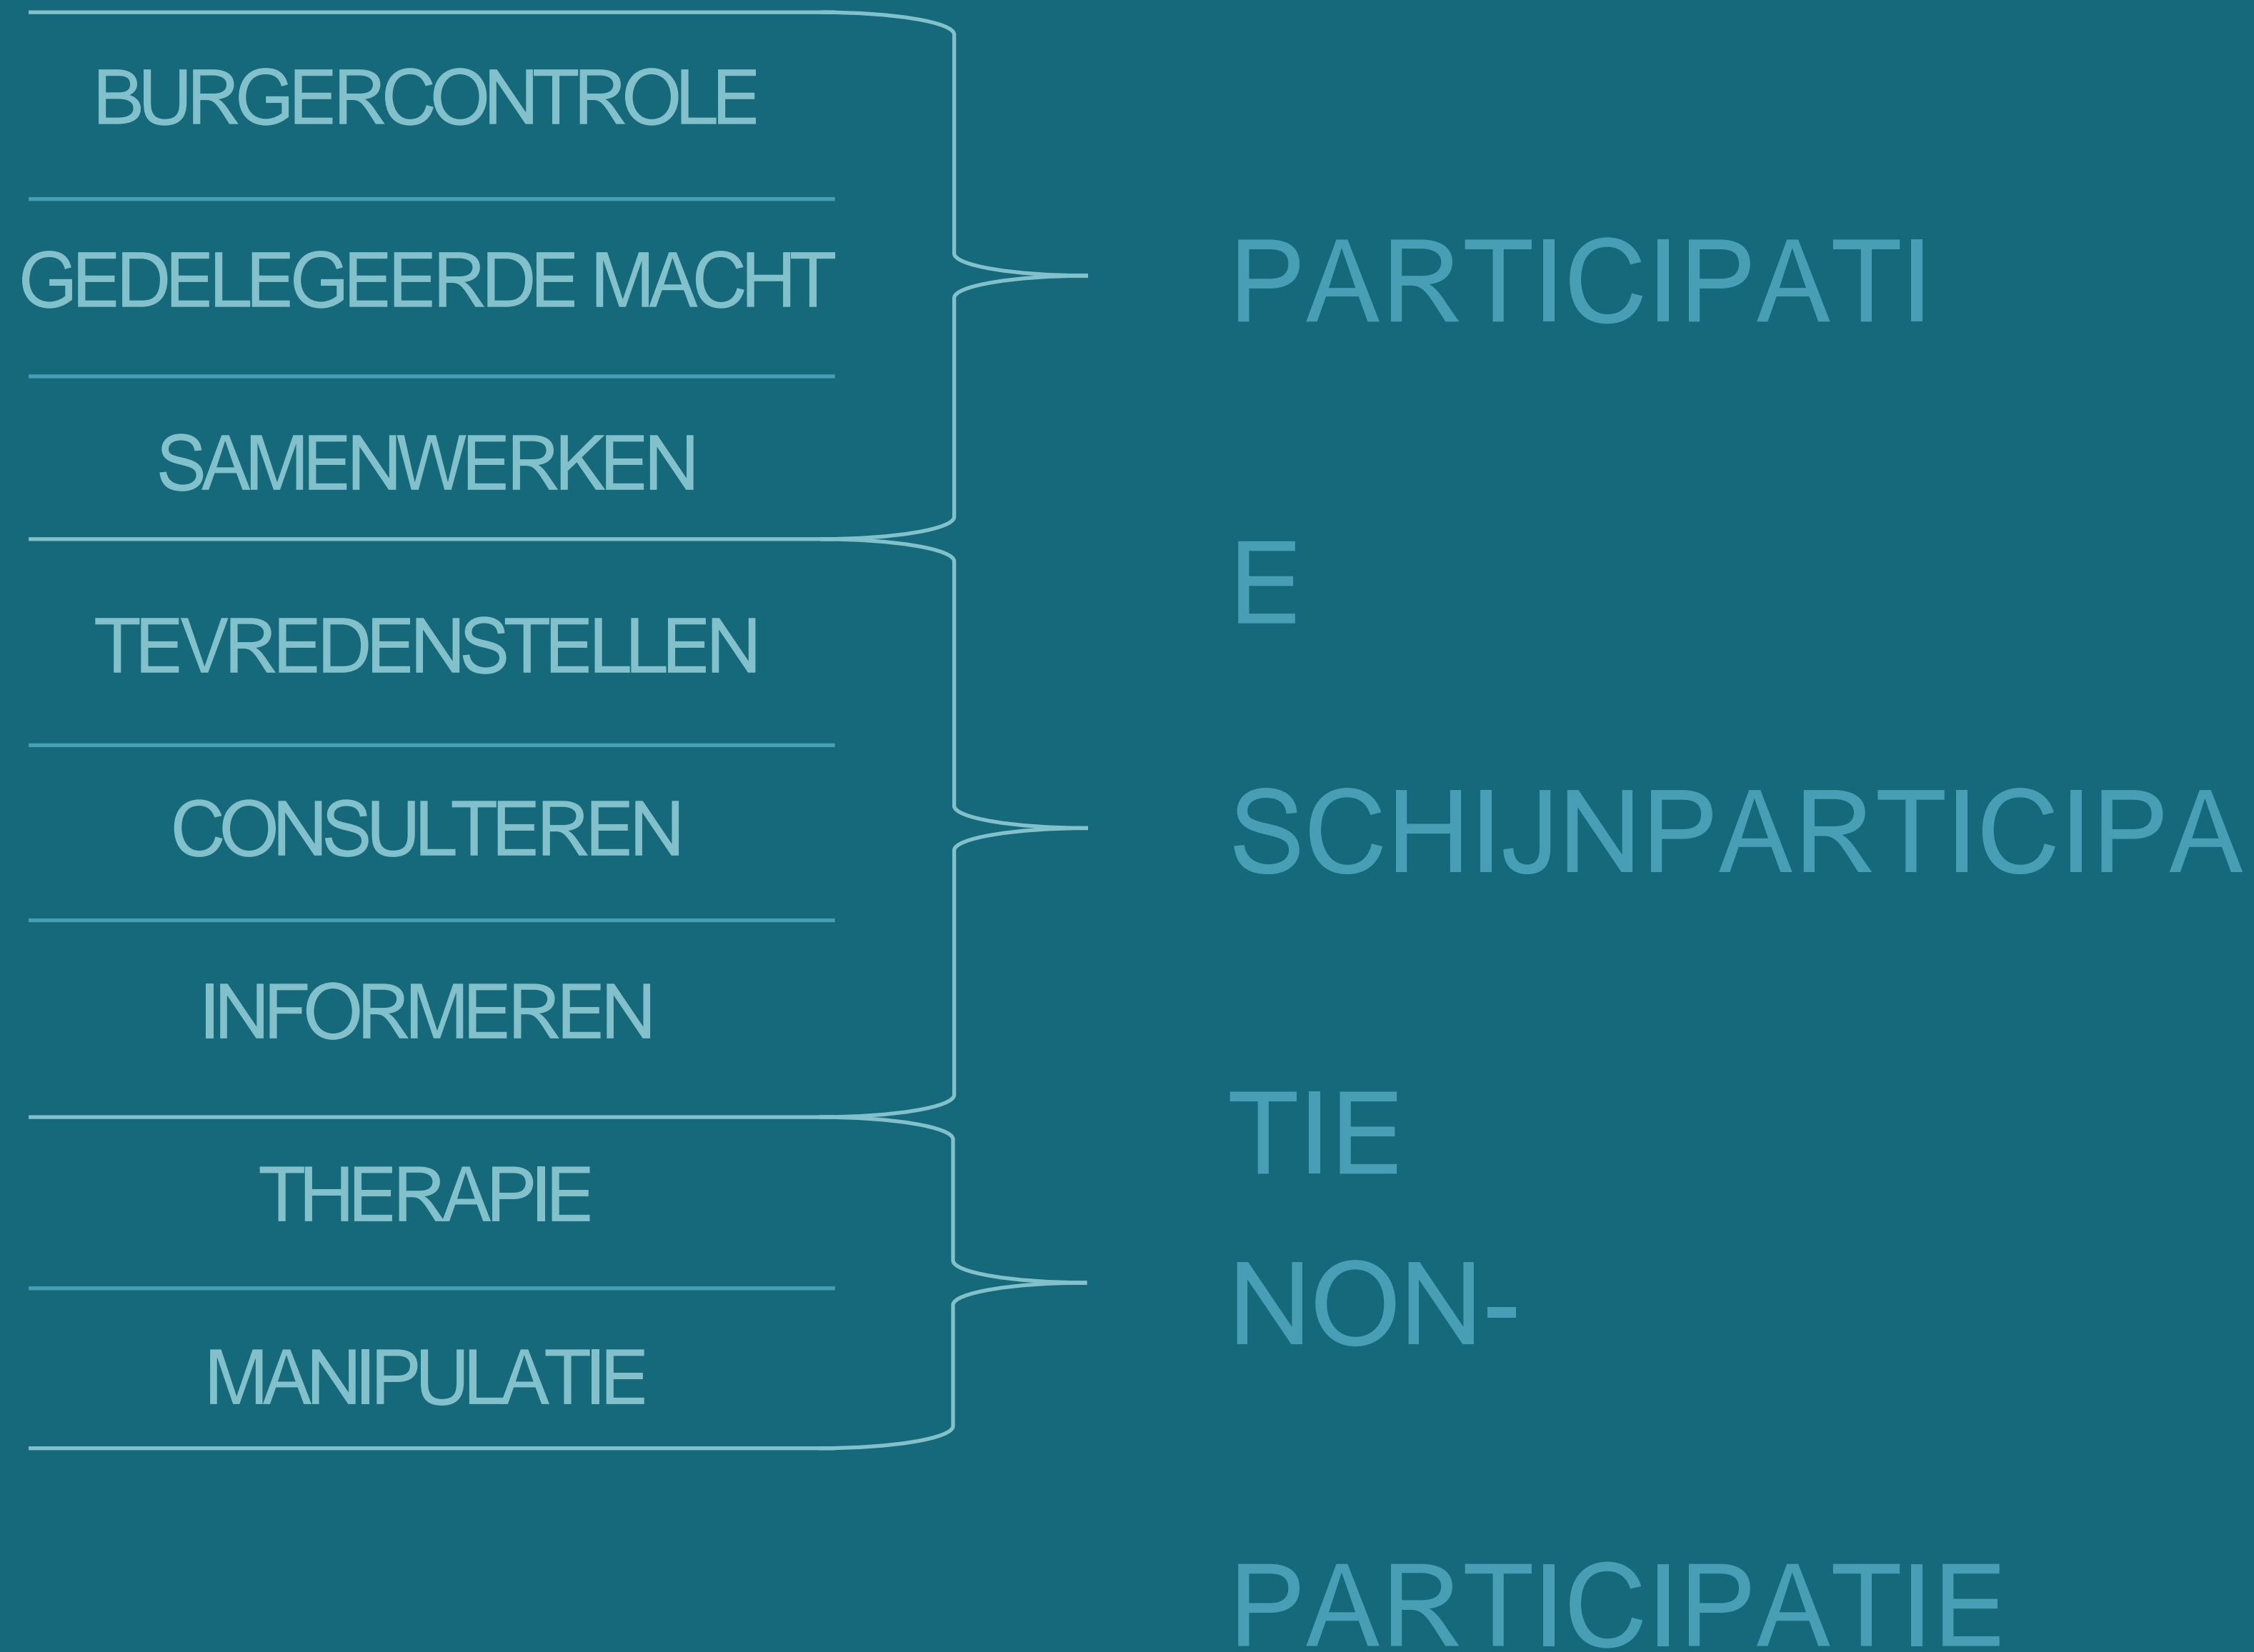 BURGERCONTROLE
GEDELEGEERDE MACHT
SAMENWERKEN
TEVREDENSTELLEN
CONSULTEREN
INFORMEREN
THERAPIE
MANIPULATIE
PARTICIPATI
E
SCHIJNPARTICIPA
TIE
NON-
PARTICIPATIE